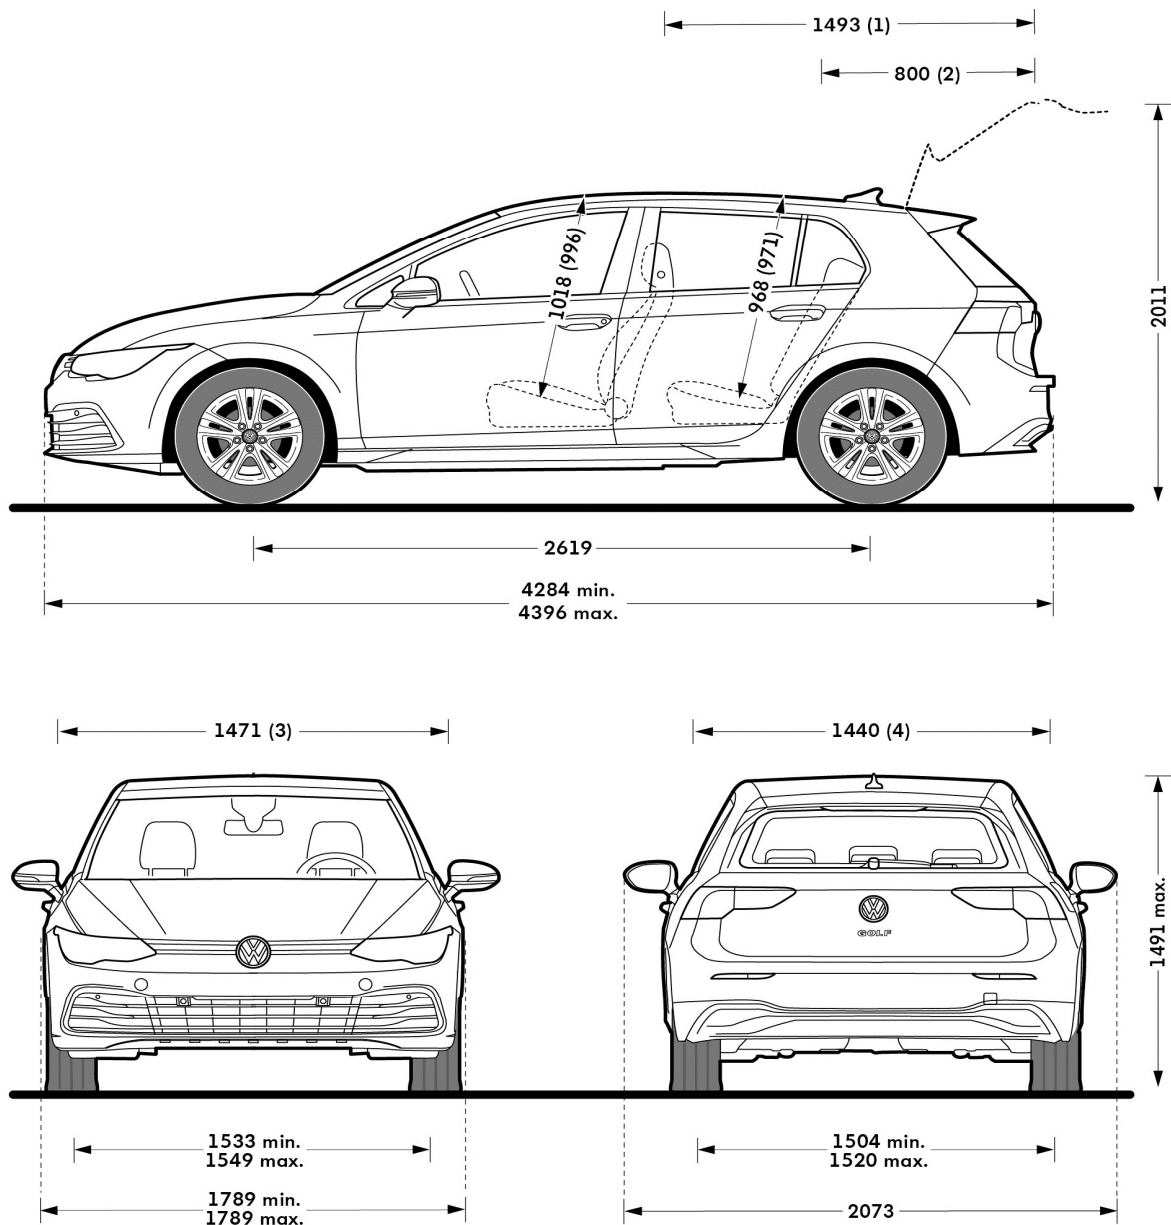 1493 (1)
800 (2)
1018 (996)
968 (971)
2011
2619
4284 min.
4396 max.
1471 (3)
1440 (4)
GOLF
1491 max.
1533 min.
1549 max.
1504 min.
1520 max.
1789 min.
1789 max.
2073